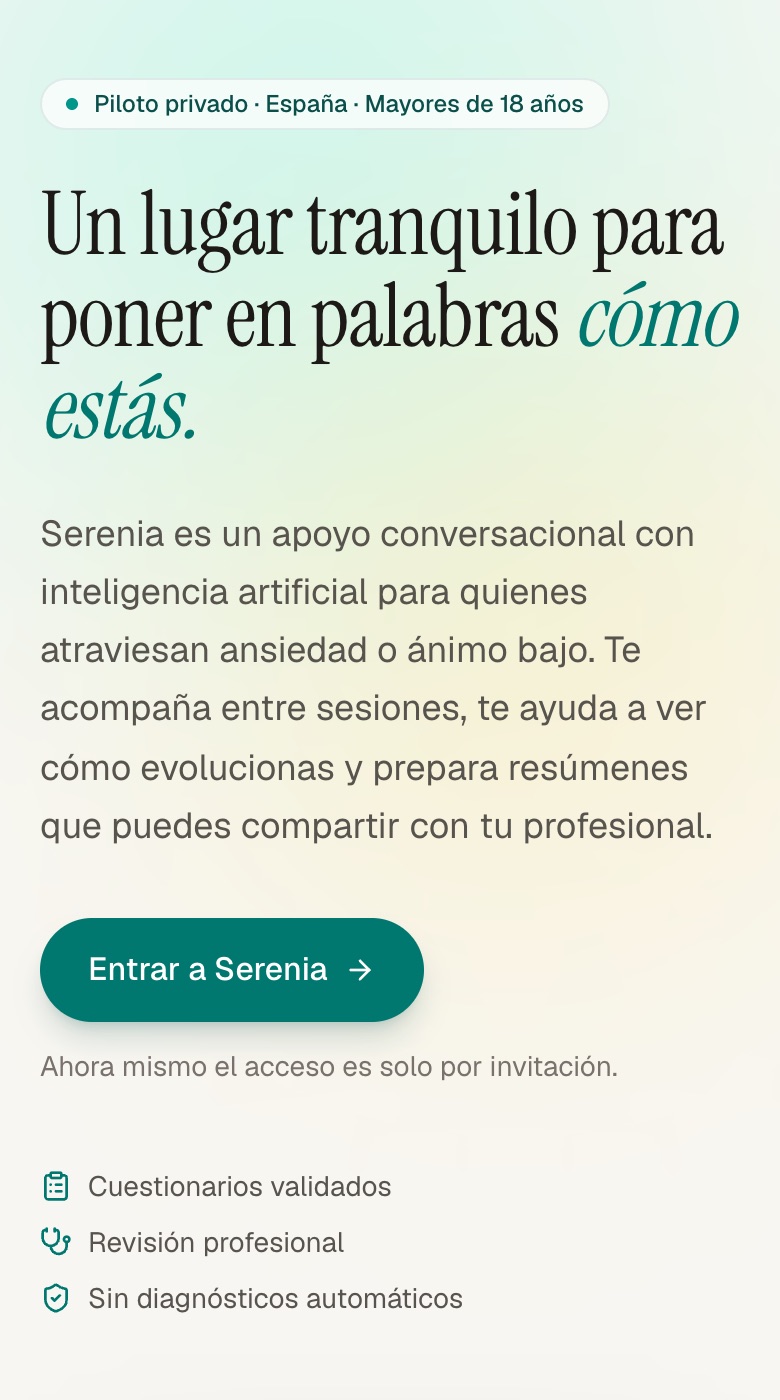 Piloto privado · España · Mayores de 18 años
Un lugar tranquilo para
poner en palabras cómo
estás.
Serenia es un apoyo conversacional con
inteligencia artificial para quienes
atraviesan ansiedad o ánimo bajo. Te
acompaña entre sesiones, te ayuda a ver
cómo evolucionas y prepara resúmenes
que puedes compartir con tu profesional.
Entrar a Serenia →
Ahora mismo el acceso es solo por invitación.
Cuestionarios validados
Revisión profesional
Sin diagnósticos automáticos